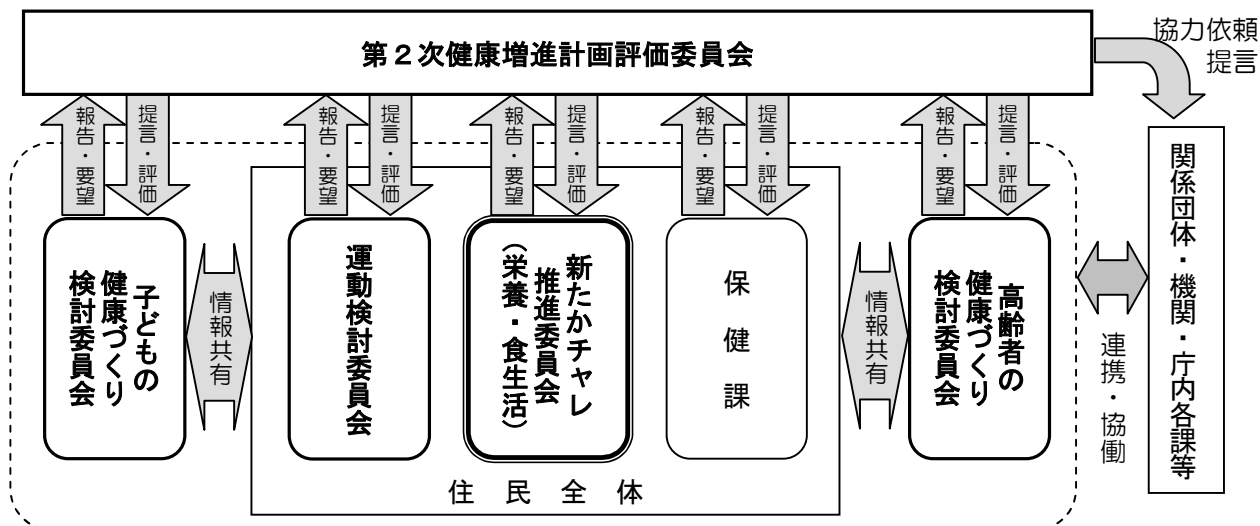 第２次健康増進計画評価委員会
協力依頼
提言
報告・要望
提言・評価
報告・要望
提言・評価
報告・要望
提言・評価
報告・要望
提言・評価
報告・要望
提言・評価
子どもの
健康づくり
検討委員会
情報共有
運動検討委員会
新たかチャレ
推進委員会
（栄養・食生活）
保健課
情報共有
高齢者の
健康づくり
検討委員会
連携・協働
関係団体・機関・庁内各課等
住民全体